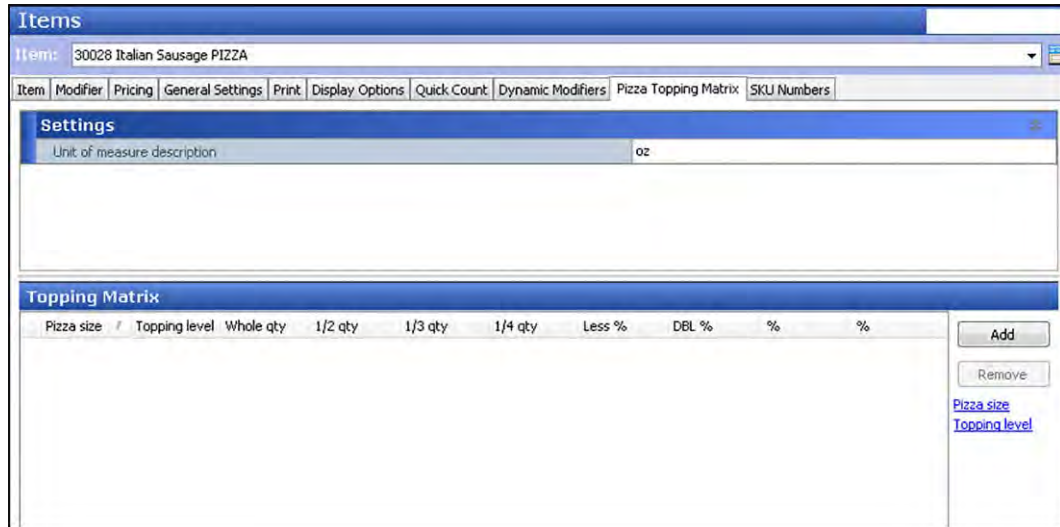 Items
Item: 30028 Italian Sausage PIZZA
Item Modifier Pricing General Settings Print Display Options Quick Count Dynamic Modifiers Pizza Topping Matrix SKU Numbers
Settings
Unit of measure description oz
Topping Matrix
Pizza size / Topping level Whole qty 1/2 qty 1/3 qty 1/4 qty Less % DBL % % %
Add
Remove
Pizza size
Topping level